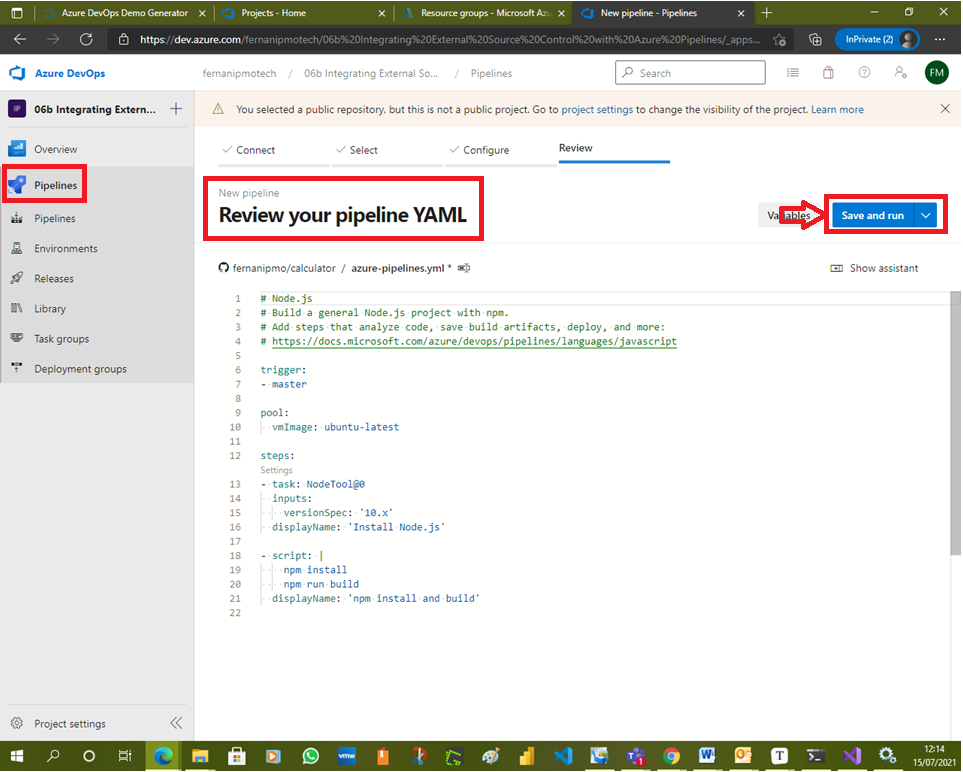 Azure DevOps Demo Generator
Projects - Home
Resource groups - Microsoft Azu
New pipeline - Pipelines
https://dev.azure.com/fernanipmotech/06b%20Integrating%20External%20Source%20Control%20with%20Azure%20Pipelines/_apps...
InPrivate (2)
Azure DevOps
fernanipmotech / 06b Integrating External So... / Pipelines
Search
FM
IP
06b Integrating Extern...
You selected a public repository, but this is not a public project. Go to project settings to change the visibility of the project. Learn more
Overview
Pipelines
Pipelines
Environments
Releases
Library
Task groups
Deployment groups
Project settings
Connect
Select
Configure
Review
New pipeline
Review your pipeline YAML
Variables
Save and run
fernanipmo/calculator / azure-pipelines.yml *
Show assistant
1 # Node.js
2 # Build a general Node.js project with npm.
3 # Add steps that analyze code, save build artifacts, deploy, and more:
4 # https://docs.microsoft.com/azure/devops/pipelines/languages/javascript
5
6 trigger:
7 - master
8
9 pool:
10 vmImage: ubuntu-latest
11
12 steps:
Settings
13 - task: NodeTool@0
14 inputs:
15 versionSpec: '10.x'
16 displayName: 'Install Node.js'
17
18 - script: |
19 npm install
20 npm run build
21 displayName: 'npm install and build'
22
12:14
15/07/2021